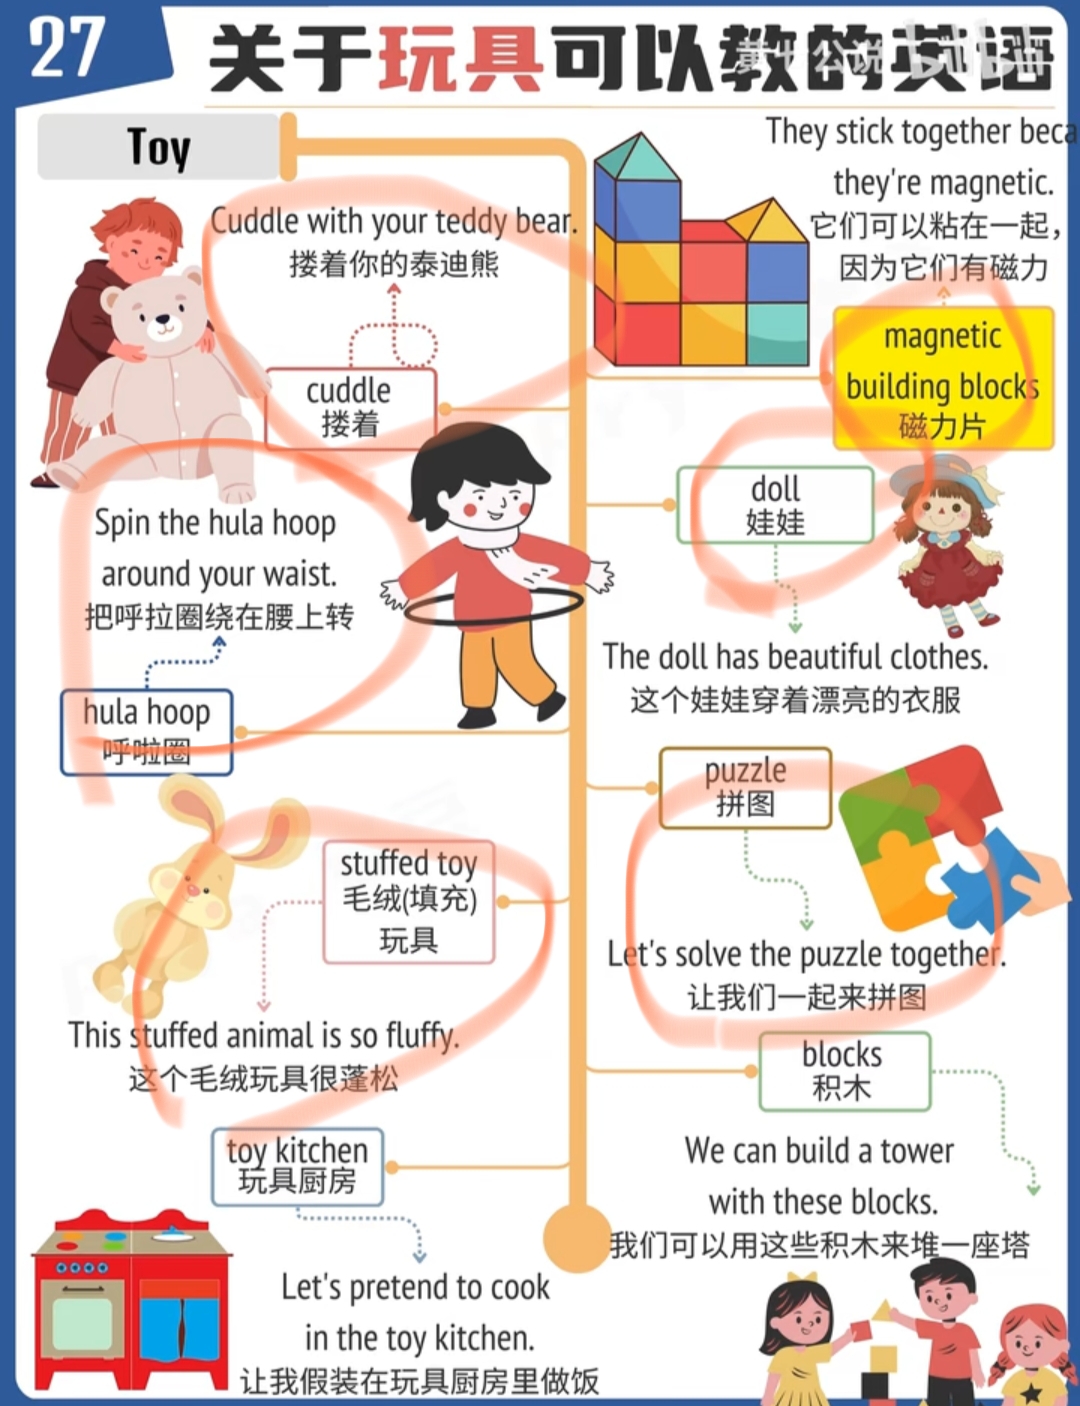 27
关于玩具可以教的英语
黄七公说
bilibili
Toy
Cuddle with your teddy bear.
搂着你的泰迪熊
cuddle
搂着
Spin the hula hoop
around your waist.
把呼拉圈绕在腰上转
hula hoop
呼啦圈
stuffed toy
毛绒(填充)
玩具
This stuffed animal is so fluffy.
这个毛绒玩具很蓬松
toy kitchen
玩具厨房
Let's pretend to cook
in the toy kitchen.
让我假装在玩具厨房里做饭
They stick together beca
they're magnetic.
它们可以粘在一起，
因为它们有磁力
magnetic
building blocks
磁力片
doll
娃娃
The doll has beautiful clothes.
这个娃娃穿着漂亮的衣服
puzzle
拼图
Let's solve the puzzle together.
让我们一起来拼图
blocks
积木
We can build a tower
with these blocks.
我们可以用这些积木来堆一座塔